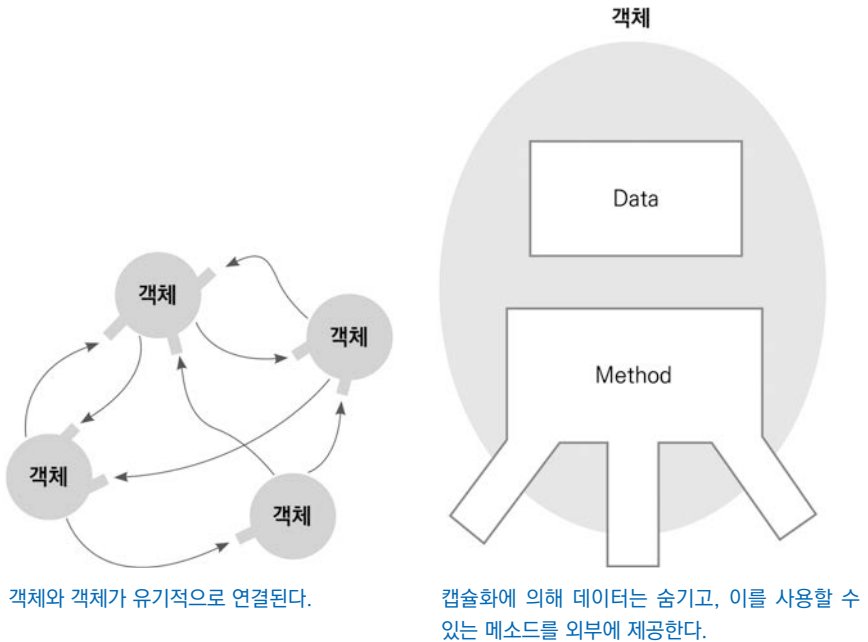 객체
객체
객체
객체
객체와 객체가 유기적으로 연결된다.
객체
Data
Method
캡슐화에 의해 데이터는 숨기고, 이를 사용할 수
있는 메소드를 외부에 제공한다.